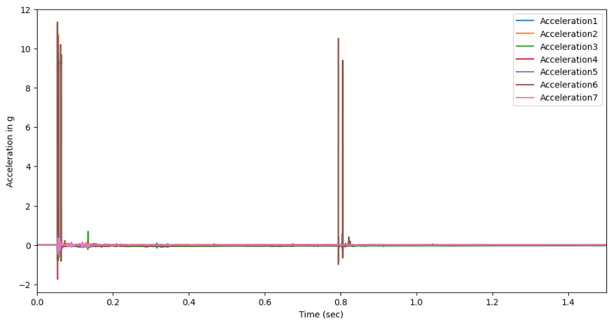 12
10
8
6
4
2
0
−2
Acceleration in g
Acceleration1
Acceleration2
Acceleration3
Acceleration4
Acceleration5
Acceleration6
Acceleration7
0.0 0.2 0.4 0.6 0.8 1.0 1.2 1.4
Time (sec)